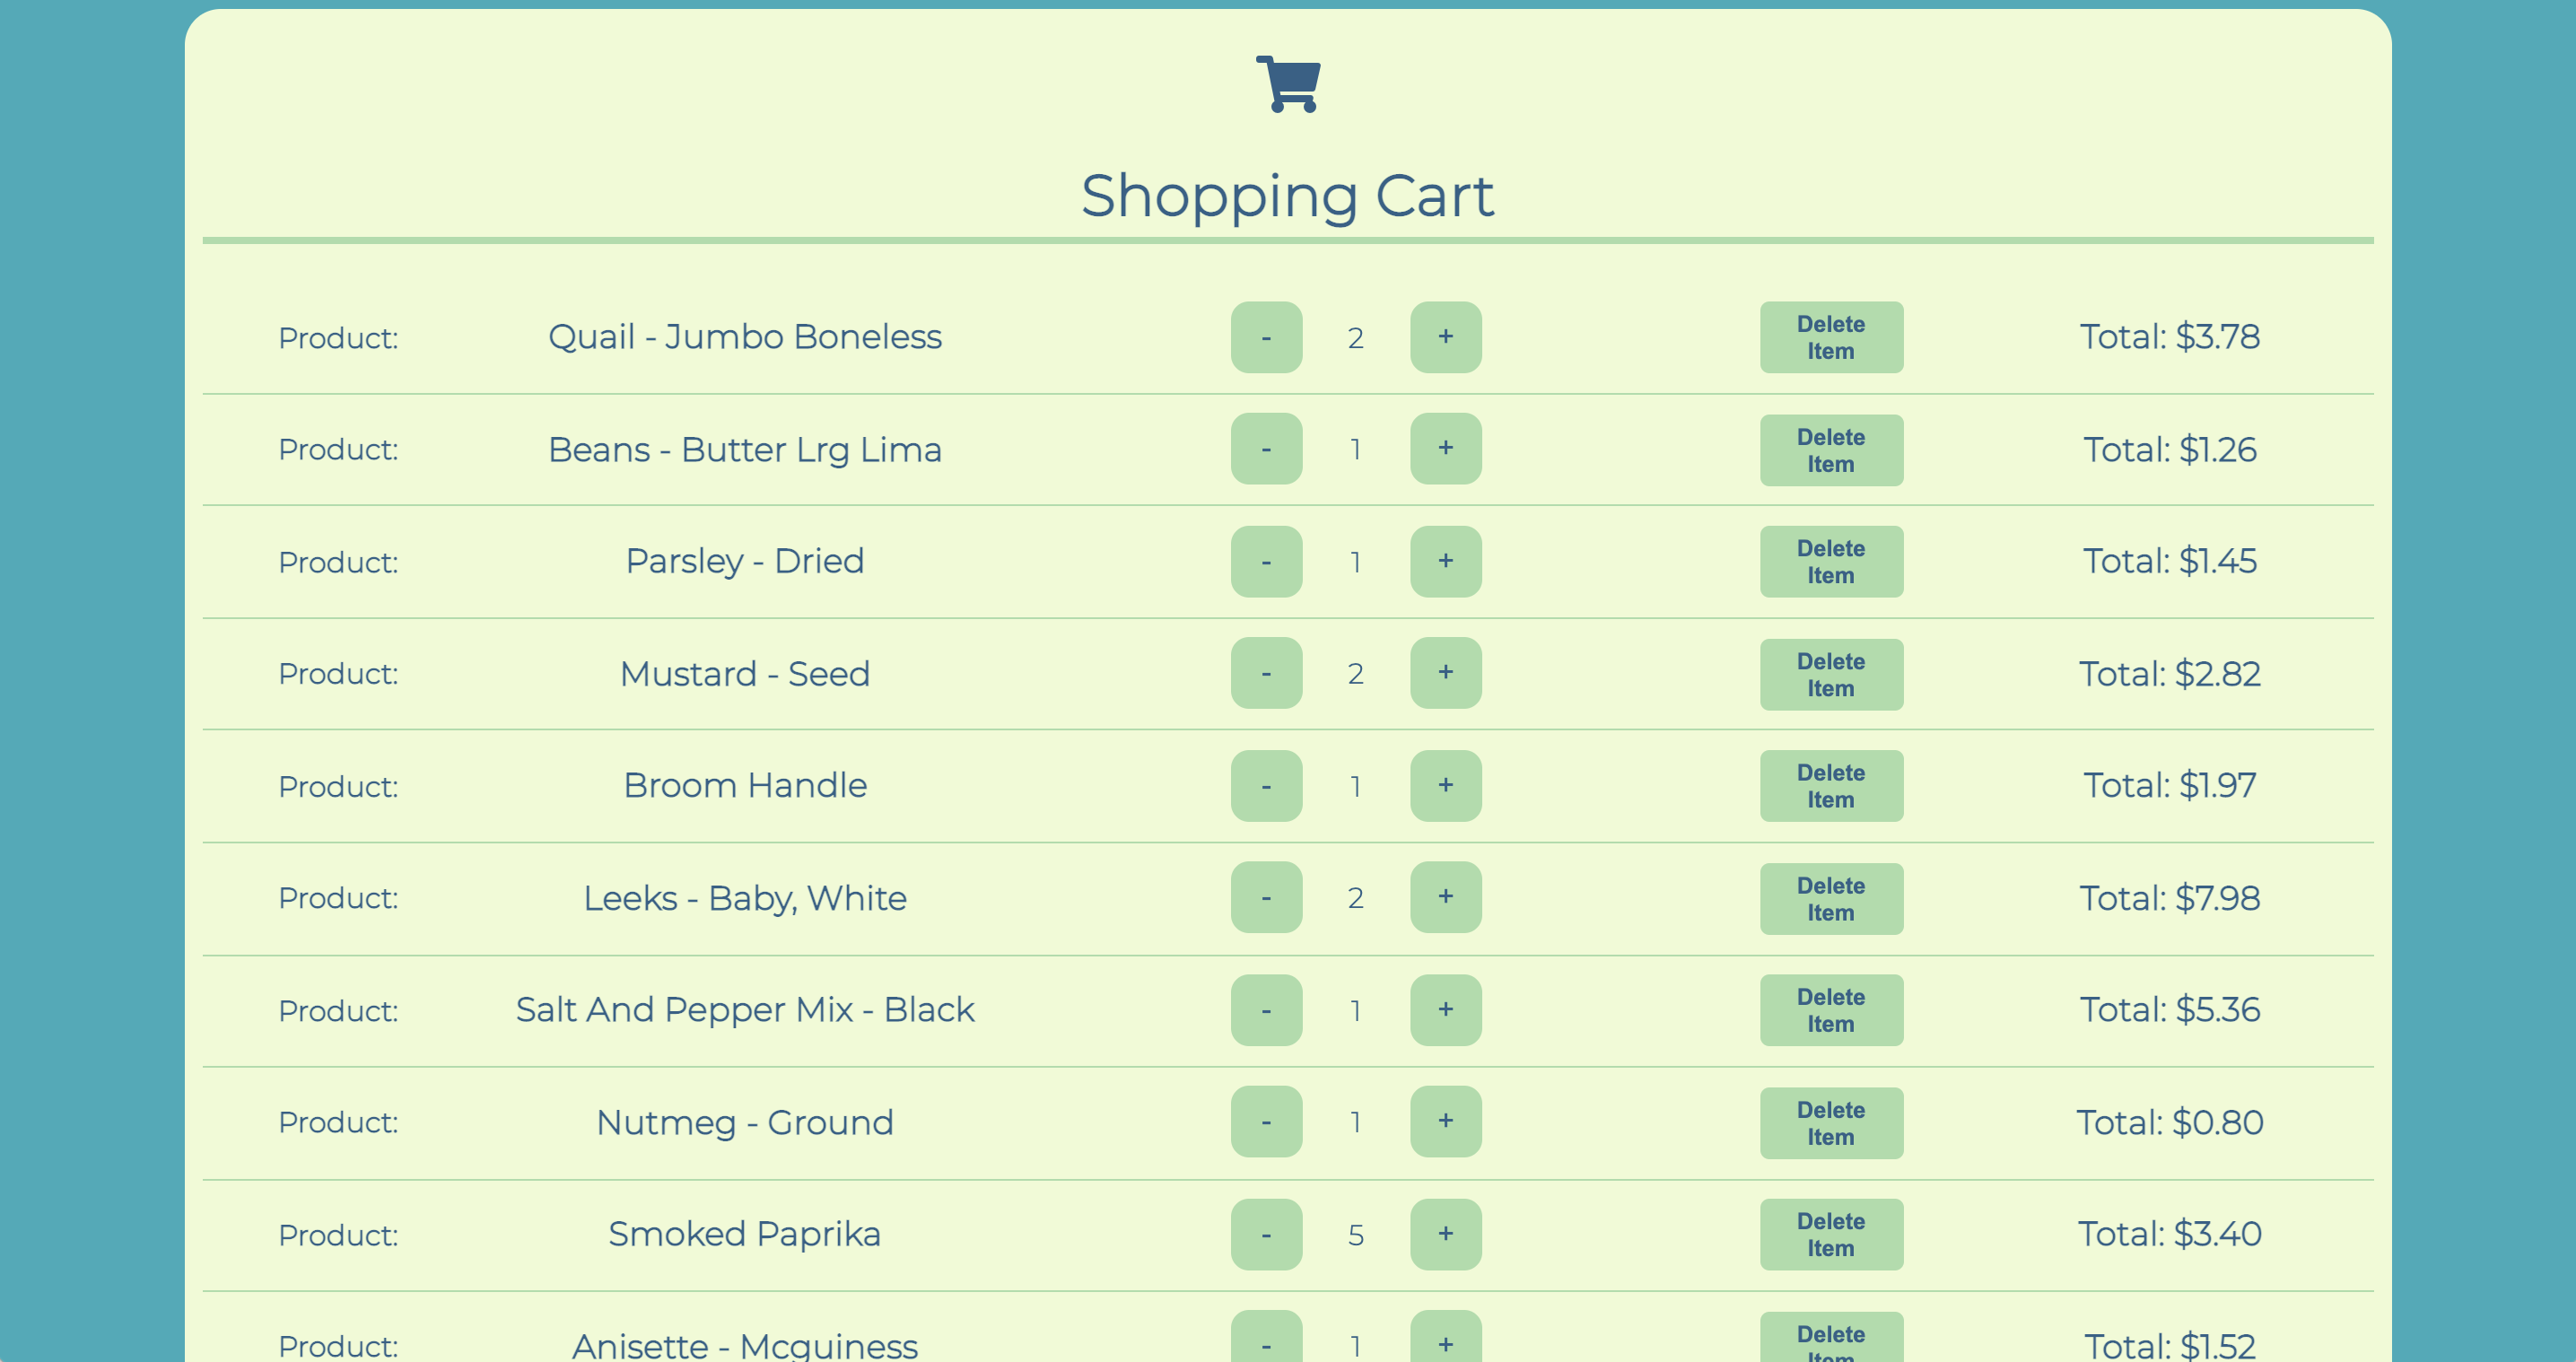 Shopping Cart
Product: Quail - Jumbo Boneless - 2 + Delete Item Total: $3.78
Product: Beans - Butter Lrg Lima - 1 + Delete Item Total: $1.26
Product: Parsley - Dried - 1 + Delete Item Total: $1.45
Product: Mustard - Seed - 2 + Delete Item Total: $2.82
Product: Broom Handle - 1 + Delete Item Total: $1.97
Product: Leeks - Baby, White - 2 + Delete Item Total: $7.98
Product: Salt And Pepper Mix - Black - 1 + Delete Item Total: $5.36
Product: Nutmeg - Ground - 1 + Delete Item Total: $0.80
Product: Smoked Paprika - 5 + Delete Item Total: $3.40
Product: Anisette - Mcguiness - 1 + Delete Item Total: $1.52